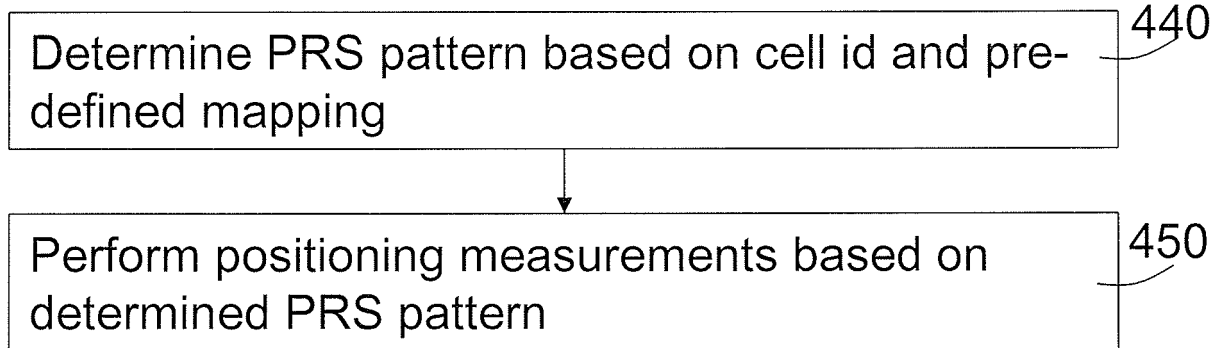 Determine PRS pattern based on cell id and pre-
defined mapping
440
Perform positioning measurements based on
determined PRS pattern
450